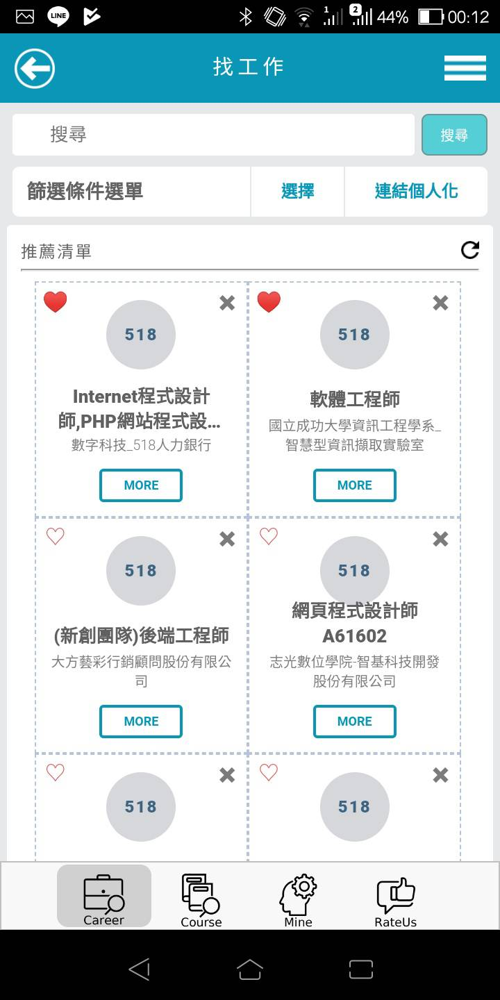 LINE
1
2
44%
00:12
找工作
搜尋
搜尋
篩選條件選單
選擇
連結個人化
推薦清單
518
518
Internet程式設計
師,PHP網站程式設...
數字科技_518人力銀行
MORE
軟體工程師
國立成功大學資訊工程學系_
智慧型資訊擷取實驗室
MORE
518
518
(新創團隊)後端工程師
大方藝彩行銷顧問股份有限公
司
MORE
網頁程式設計師
A61602
志光數位學院-智基科技開發
股份有限公司
MORE
518
518
Career
Course
Mine
RateUs